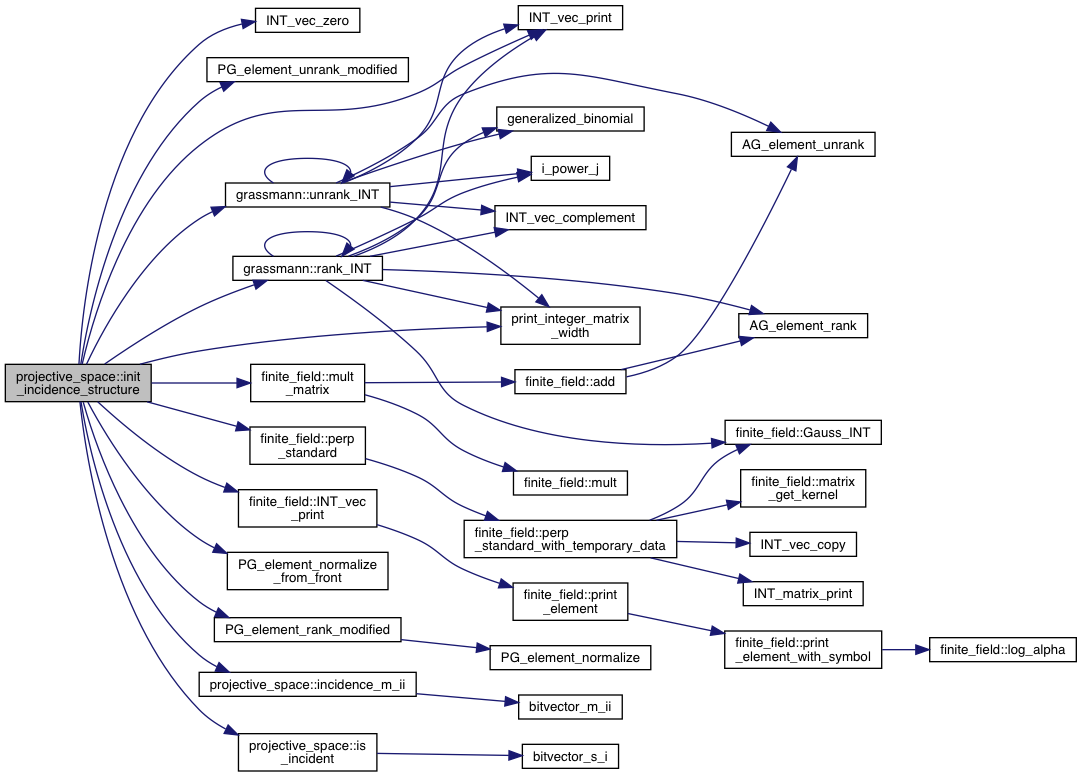 INT_vec_zero
INT_vec_print
PG_element_unrank_modified
generalized_binomial
AG_element_unrank
i_power_j
grassmann::unrank_INT
INT_vec_complement
grassmann::rank_INT
print_integer_matrix
_width
AG_element_rank
projective_space::init
_incidence_structure
finite_field::mult
_matrix
finite_field::add
finite_field::perp
_standard
finite_field::Gauss_INT
finite_field::mult
finite_field::matrix
_get_kernel
finite_field::INT_vec
_print
finite_field::perp
_standard_with_temporary_data
INT_vec_copy
PG_element_normalize
_from_front
INT_matrix_print
finite_field::print
_element
PG_element_rank_modified
finite_field::print
_element_with_symbol
finite_field::log_alpha
PG_element_normalize
projective_space::incidence_m_ii
bitvector_m_ii
projective_space::is
_incident
bitvector_s_i